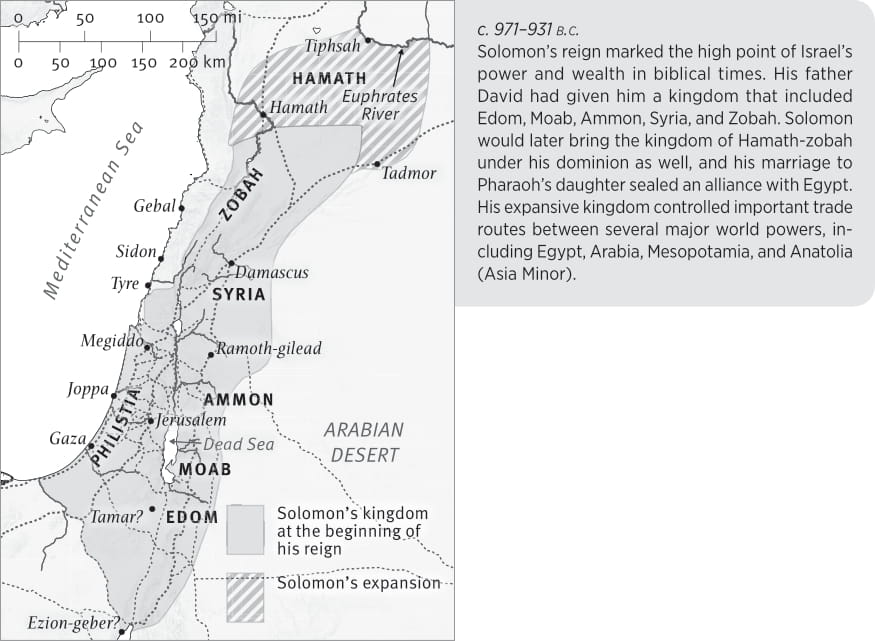 0 50 100 150 mi
0 50 100 150 200 km
Tiphsah
HAMATH
Euphrates
River
Hamath
Mediterranean Sea
Tadmor
ZOBAH
Gebal
Sidon
Damascus
Tyre
SYRIA
Megiddo
Ramoth-gilead
Joppa
AMMON
PHILISTIA
Jerusalem
ARABIAN
DESERT
Gaza
Dead Sea
MOAB
Tamar?
EDOM
Solomon’s kingdom
at the beginning of
his reign
Solomon’s expansion
Ezion-geber?
c. 971–931 B.C.
Solomon’s reign marked the high point of Israel’s
power and wealth in biblical times. His father
David had given him a kingdom that included
Edom, Moab, Ammon, Syria, and Zobah. Solomon
would later bring the kingdom of Hamath-zobah
under his dominion as well, and his marriage to
Pharaoh’s daughter sealed an alliance with Egypt.
His expansive kingdom controlled important trade
routes between several major world powers, in-
cluding Egypt, Arabia, Mesopotamia, and Anatolia
(Asia Minor).